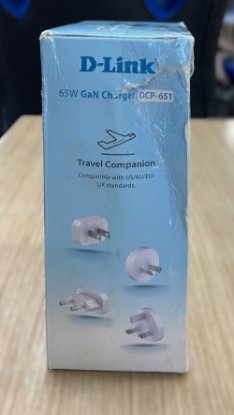 D-Link
65W GaN Charger DCP-651
Travel Companion
Compatible with US/AU/EU/
UK standards.